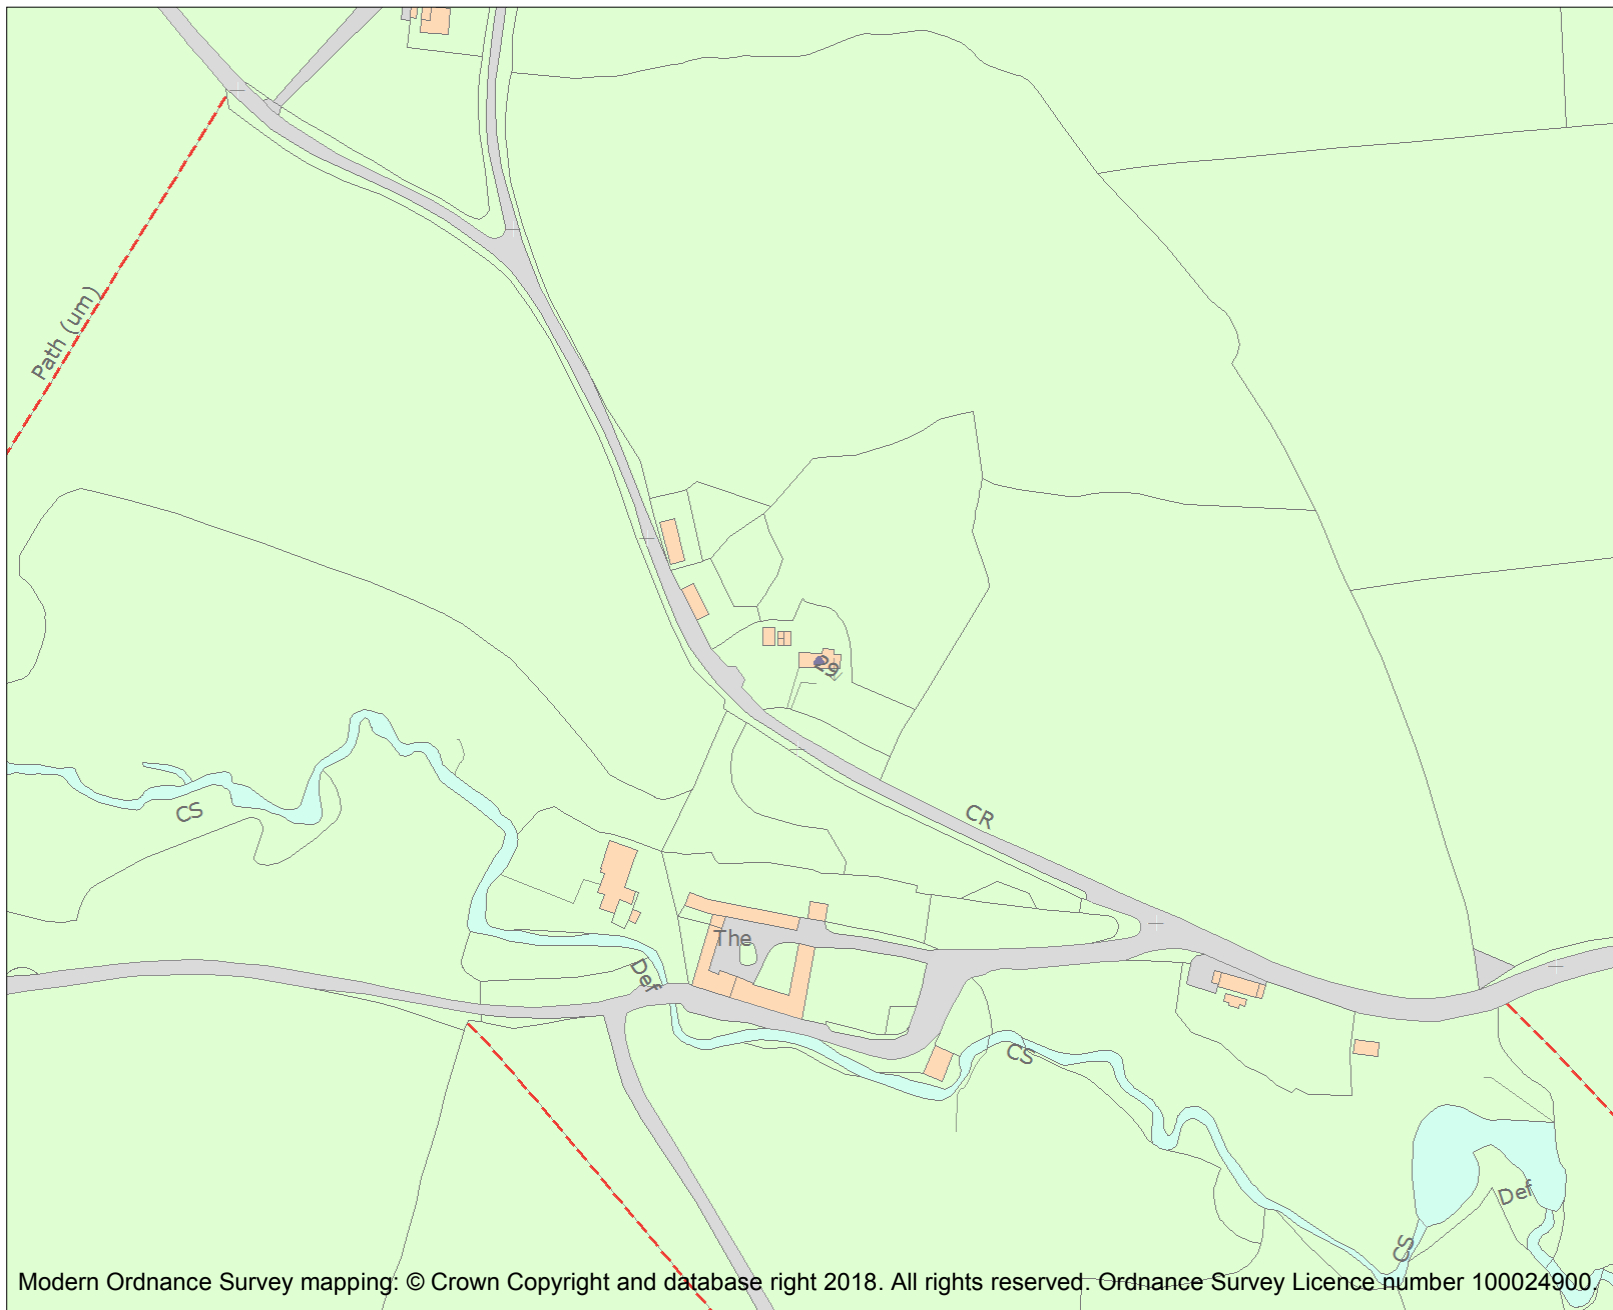 Path (um)
29
CS
CR
The
Def
CS
Def
CS
Modern Ordnance Survey mapping: © Crown Copyright and database right 2018. All rights reserved. Ordnance Survey Licence number 100024900.